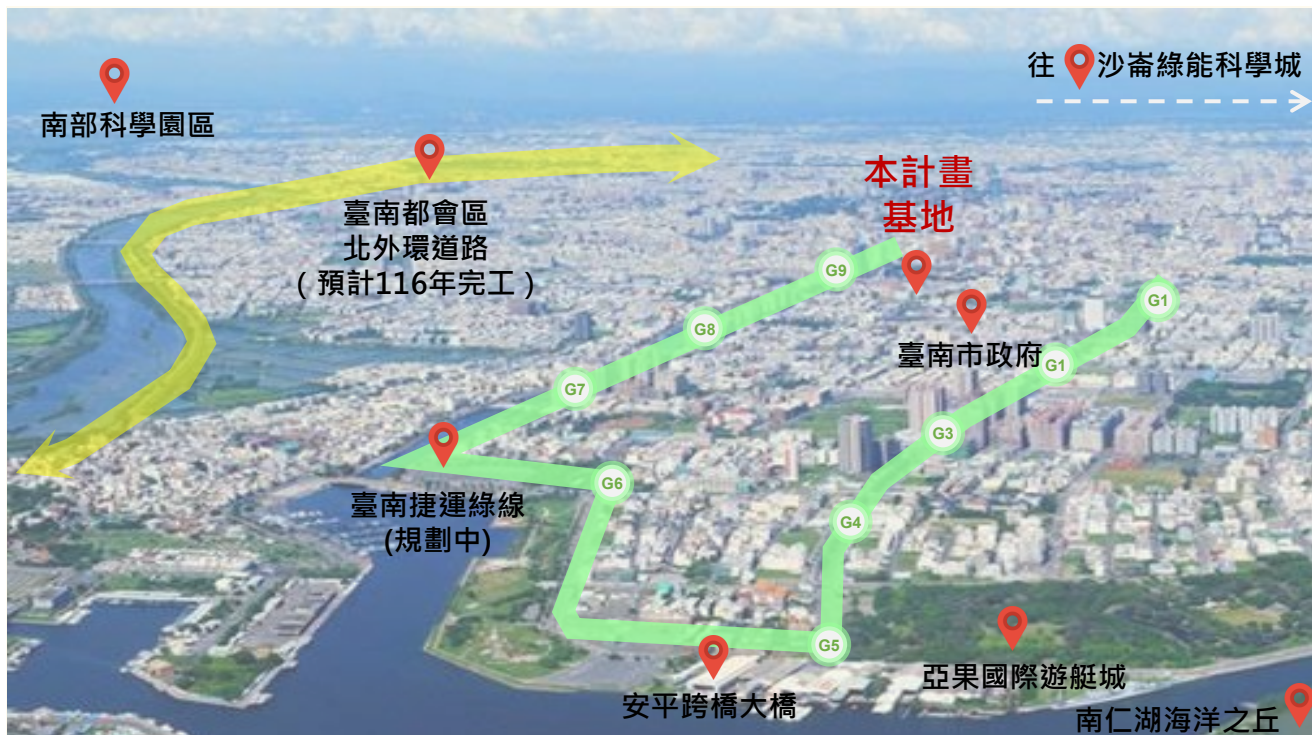 往 沙崙綠能科學城
南部科學園區
本計畫
基地
臺南都會區
北外環道路
(預計116年完工)
G9
G1
G8
臺南市政府
G1
G7
G3
臺南捷運綠線
(規劃中)
G6
G4
G5
亞果國際遊艇城
安平跨橋大橋
南仁湖海洋之丘